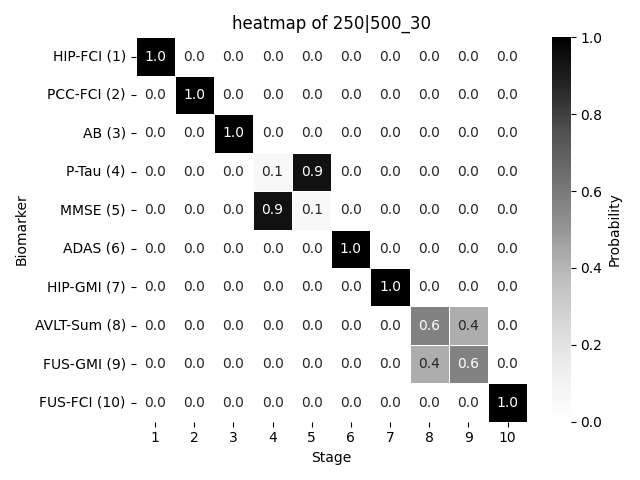 heatmap of 250|500_30
HIP-FCI (1) 1.0 0.0 0.0 0.0 0.0 0.0 0.0 0.0 0.0 0.0
PCC-FCI (2) 0.0 1.0 0.0 0.0 0.0 0.0 0.0 0.0 0.0 0.0
AB (3) 0.0 0.0 1.0 0.0 0.0 0.0 0.0 0.0 0.0 0.0
P-Tau (4) 0.0 0.0 0.0 0.1 0.9 0.0 0.0 0.0 0.0 0.0
MMSE (5) 0.0 0.0 0.0 0.9 0.1 0.0 0.0 0.0 0.0 0.0
ADAS (6) 0.0 0.0 0.0 0.0 0.0 1.0 0.0 0.0 0.0 0.0
HIP-GMI (7) 0.0 0.0 0.0 0.0 0.0 0.0 1.0 0.0 0.0 0.0
AVLT-Sum (8) 0.0 0.0 0.0 0.0 0.0 0.0 0.0 0.6 0.4 0.0
FUS-GMI (9) 0.0 0.0 0.0 0.0 0.0 0.0 0.0 0.4 0.6 0.0
FUS-FCI (10) 0.0 0.0 0.0 0.0 0.0 0.0 0.0 0.0 0.0 1.0
1 2 3 4 5 6 7 8 9 10
Stage
Biomarker
1.0
0.8
0.6
0.4
0.2
0.0
Probability